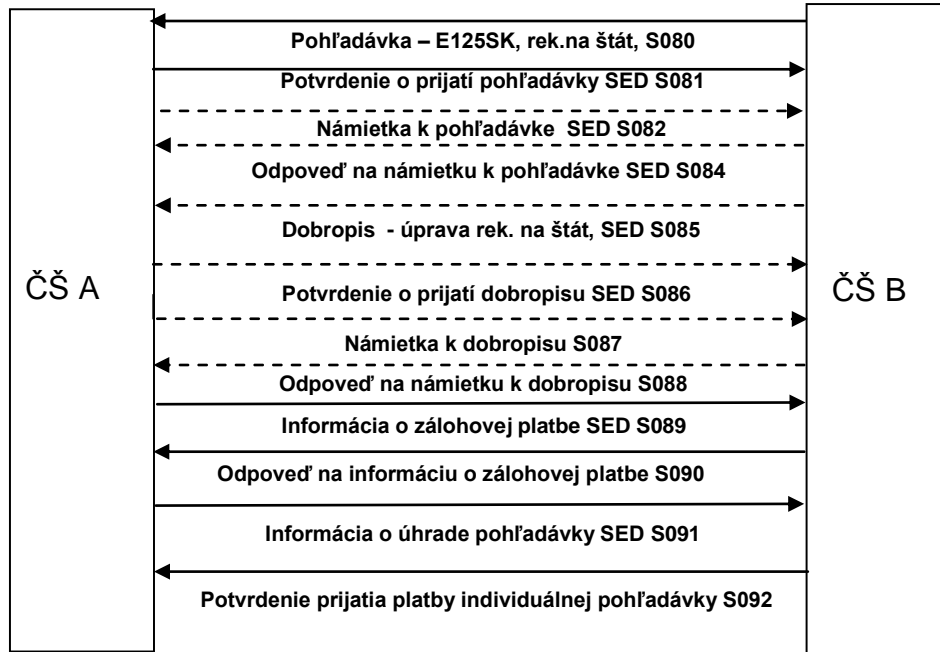 Pohľadávka – E125SK, rek.na štát, S080
Potvrdenie o prijatí pohľadávky SED S081
Námietka k pohľadávke  SED S082
Odpoveď na námietku k pohľadávke SED S084
Dobropis  - úprava rek. na štát, SED S085
ČŠ A
ČŠ B
Potvrdenie o prijatí dobropisu SED S086
Námietka k dobropisu S087
Odpoveď na námietku k dobropisu S088
Informácia o zálohovej platbe SED S089
Odpoveď na informáciu o zálohovej platbe S090
Informácia o úhrade pohľadávky SED S091
Potvrdenie prijatia platby individuálnej pohľadávky S092